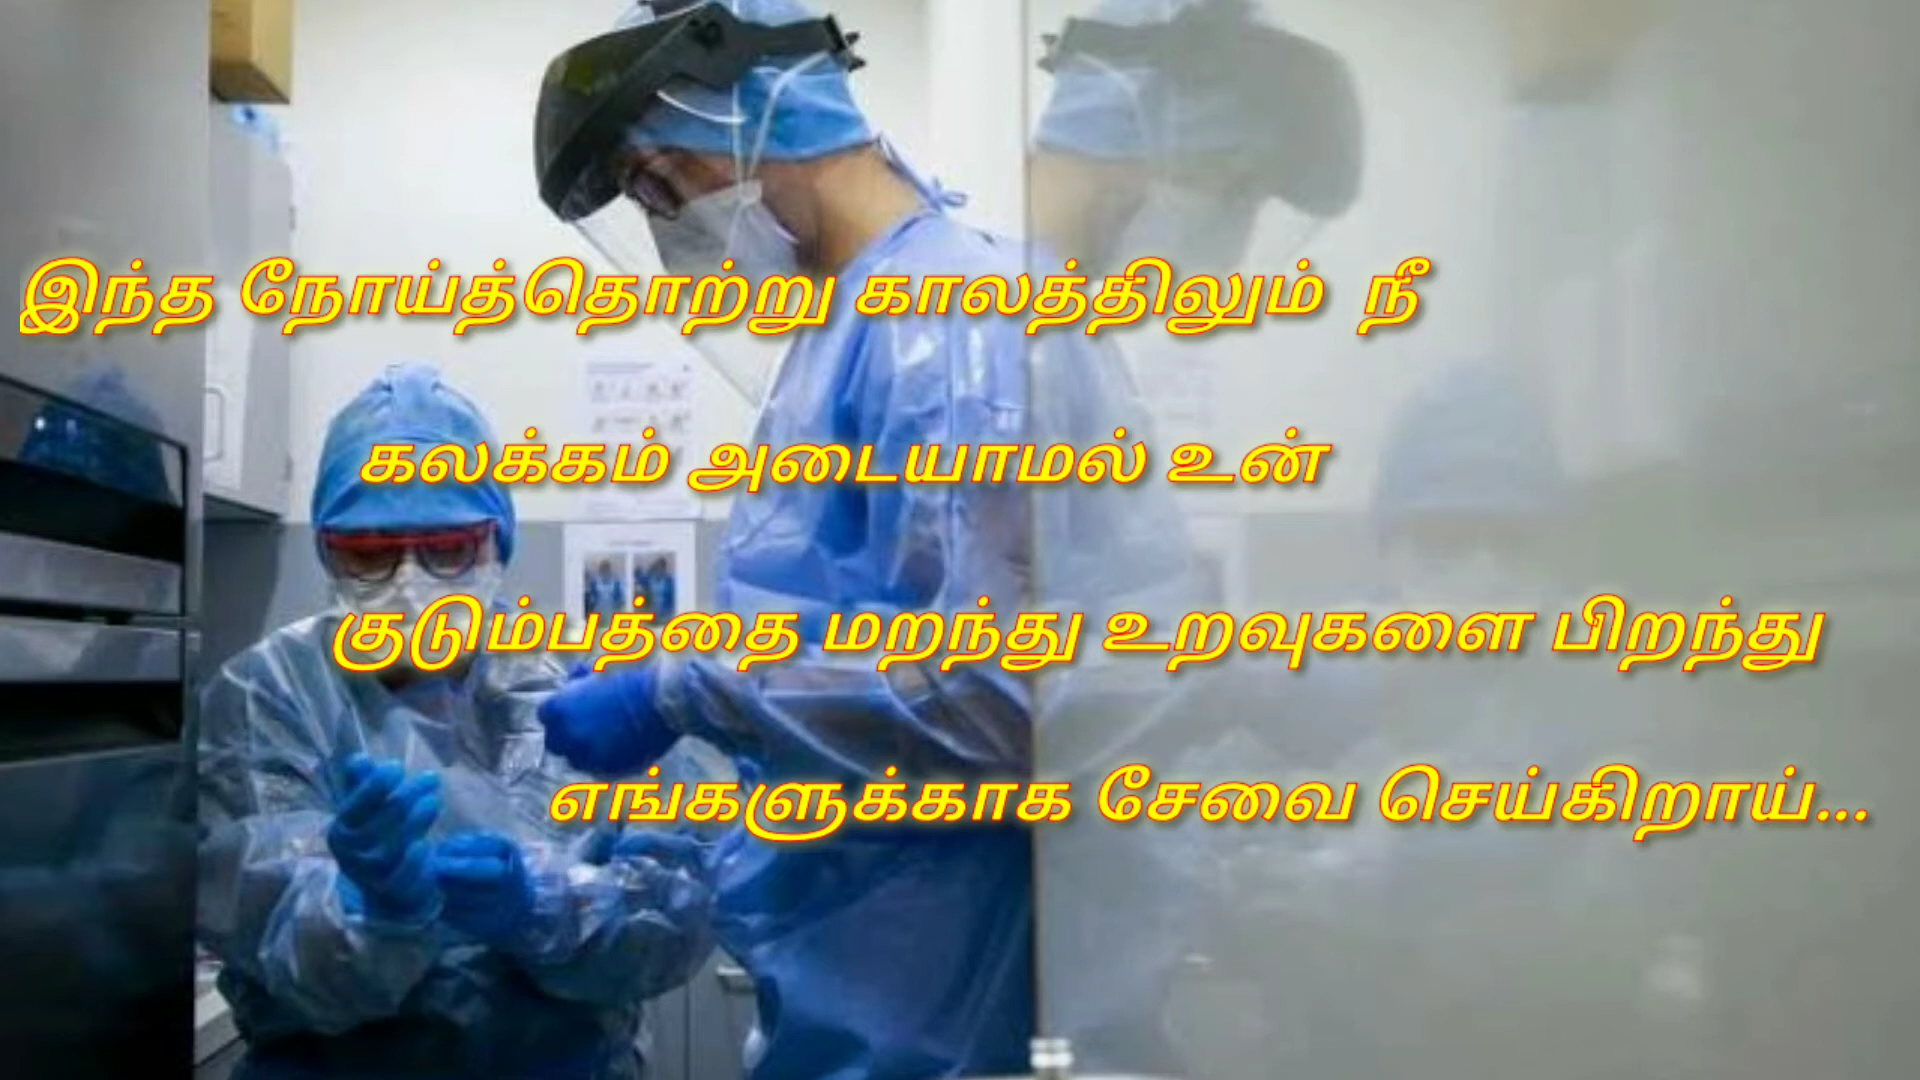 இந்த நோய்த்தொற்று காலத்திலும் நீ
கலக்கம் அடையாமல் உன்
குடும்பத்தை மறந்து உறவுகளை பிறந்து
எங்களுக்காக சேவை செய்கிறாய்...